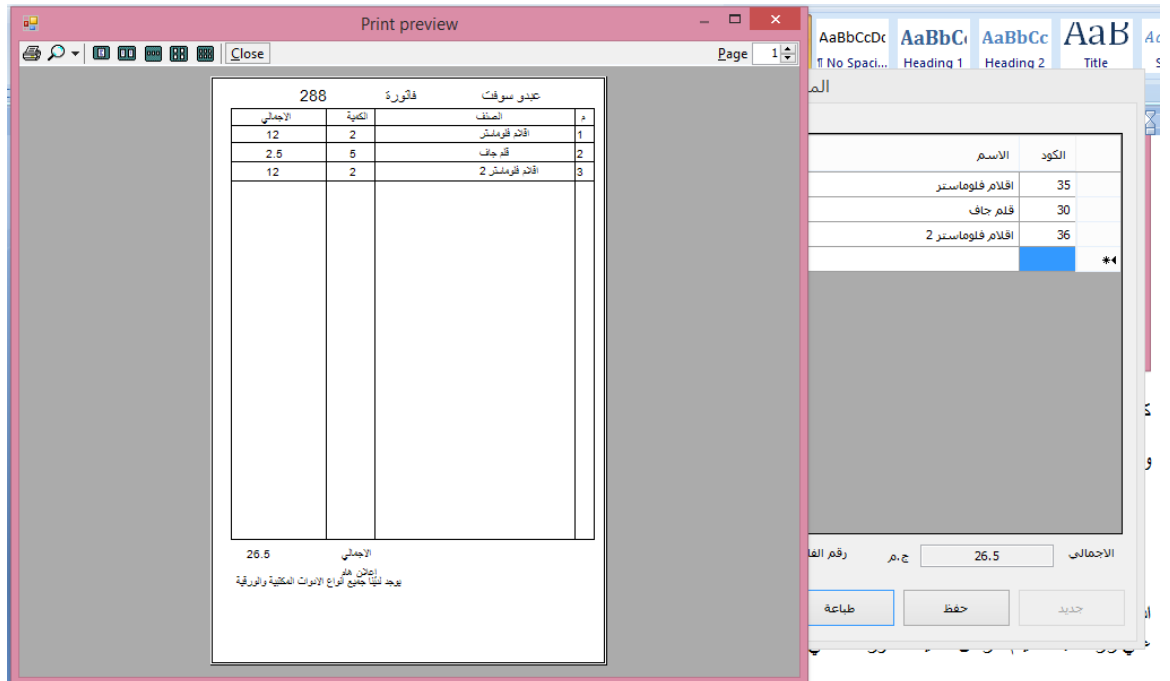 Print preview
Close
Page 1
عبدو سوفت فاتورة 288
م الصنف الكمية الاجمالي
1 اقلام فلوماستر 2 12
2 قلم جاف 5 2.5
3 اقلام فلوماستر 2 2 12
الاجمالي 26.5
إعلان هام
يوجد لدينا جميع انواع الادوات المكتبية والورقية
AaBbCcDc AaBbC AaBbCc AaB
¶ No Spaci... Heading 1 Heading 2 Title
الكود الاسم
35 اقلام فلوماستر
30 قلم جاف
36 اقلام فلوماستر 2
الاجمالي 26.5 ج.م رقم الفا
جديد حفظ طباعة